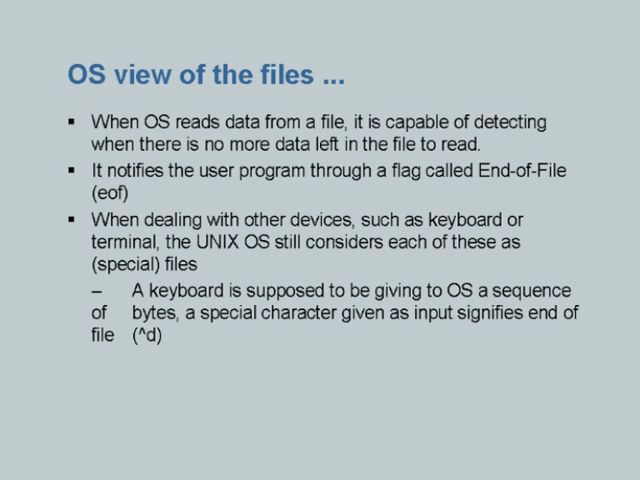 OS view of the files ...
▪ When OS reads data from a file, it is capable of detecting
when there is no more data left in the file to read.
▪ It notifies the user program through a flag called End-of-File
(eof)
▪ When dealing with other devices, such as keyboard or
terminal, the UNIX OS still considers each of these as
(special) files
– A keyboard is supposed to be giving to OS a sequence
of bytes, a special character given as input signifies end of
file (^d)